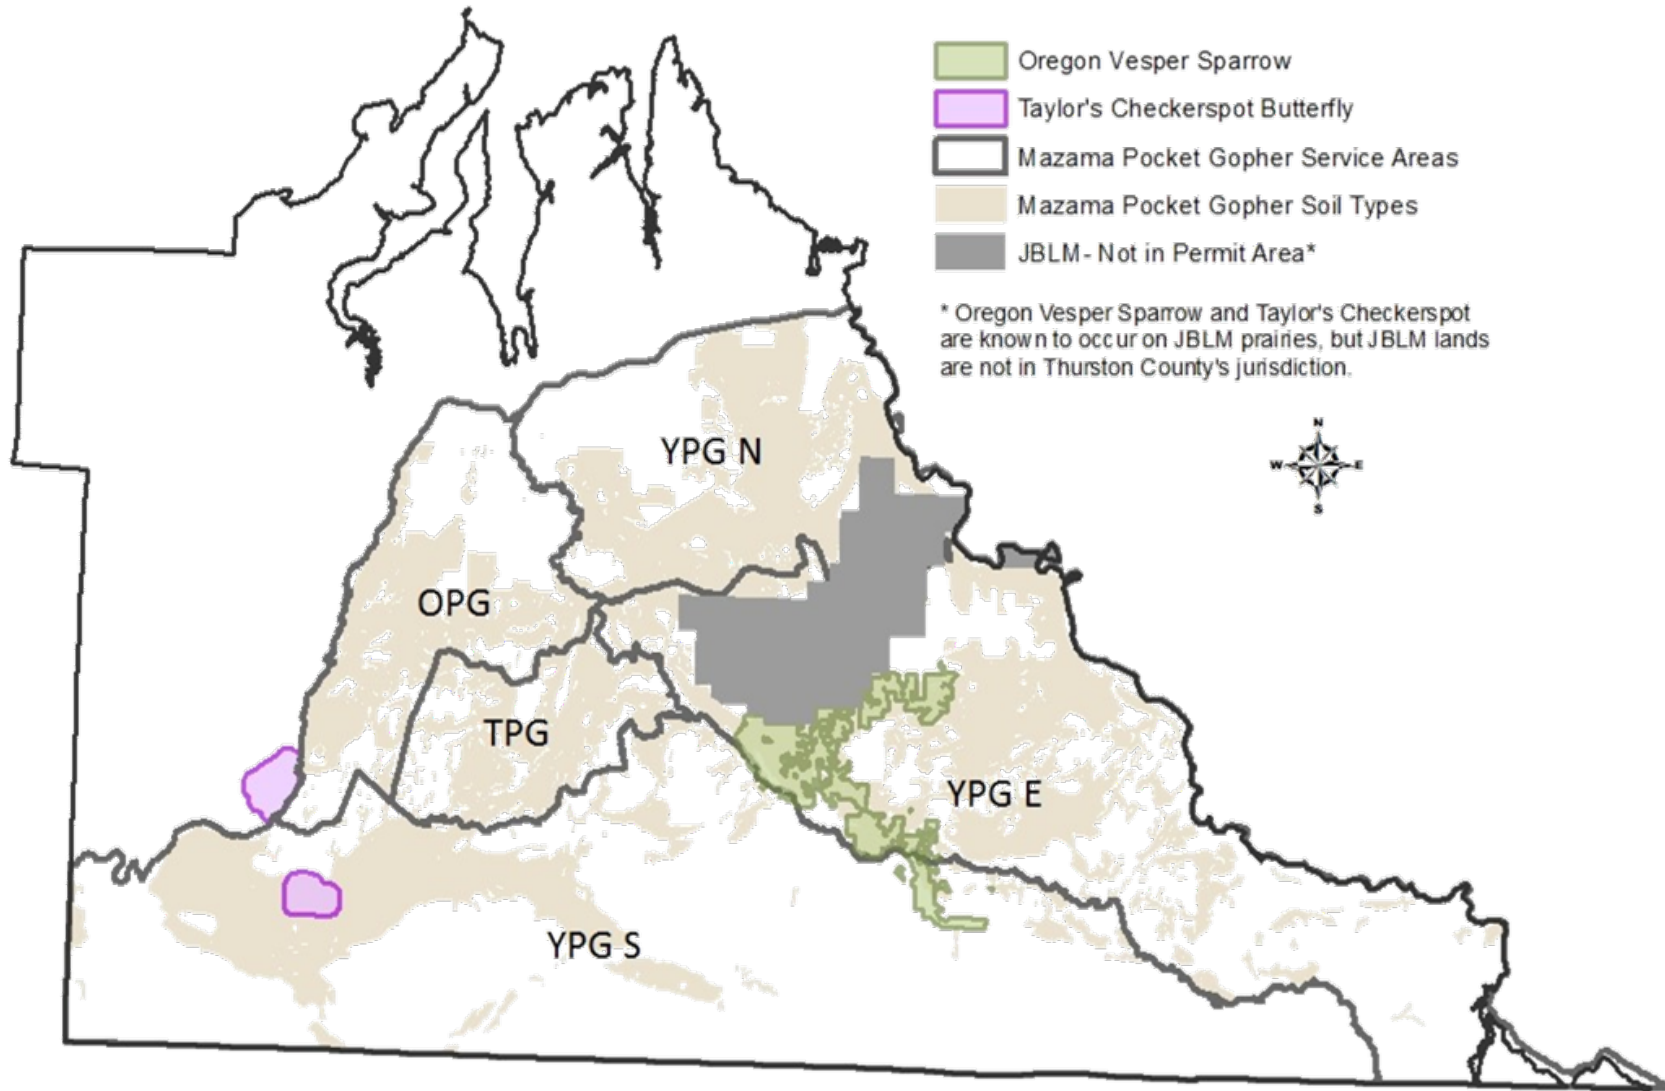 Oregon Vesper Sparrow
Taylor's Checkerspot Butterfly
Mazama Pocket Gopher Service Areas
Mazama Pocket Gopher Soil Types
JBLM- Not in Permit Area*
* Oregon Vesper Sparrow and Taylor's Checkerspot
are known to occur on JBLM prairies, but JBLM lands
are not in Thurston County's jurisdiction.
N
W
E
S
YPG N
OPG
TPG
YPG E
YPG S